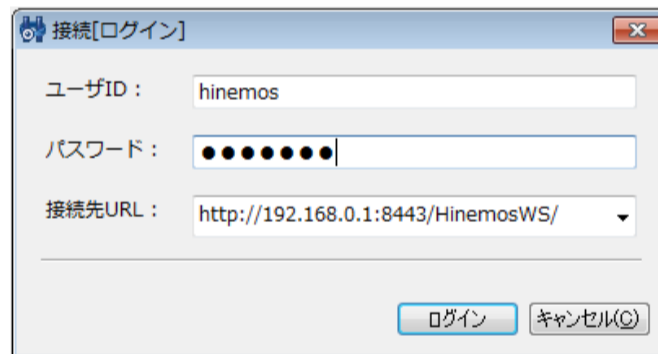 接続[ログイン]
ユーザID： hinemos
パスワード： ●●●●●●●
接続先URL： http://192.168.0.1:8443/HinemosWS/
ログイン キャンセル(C)